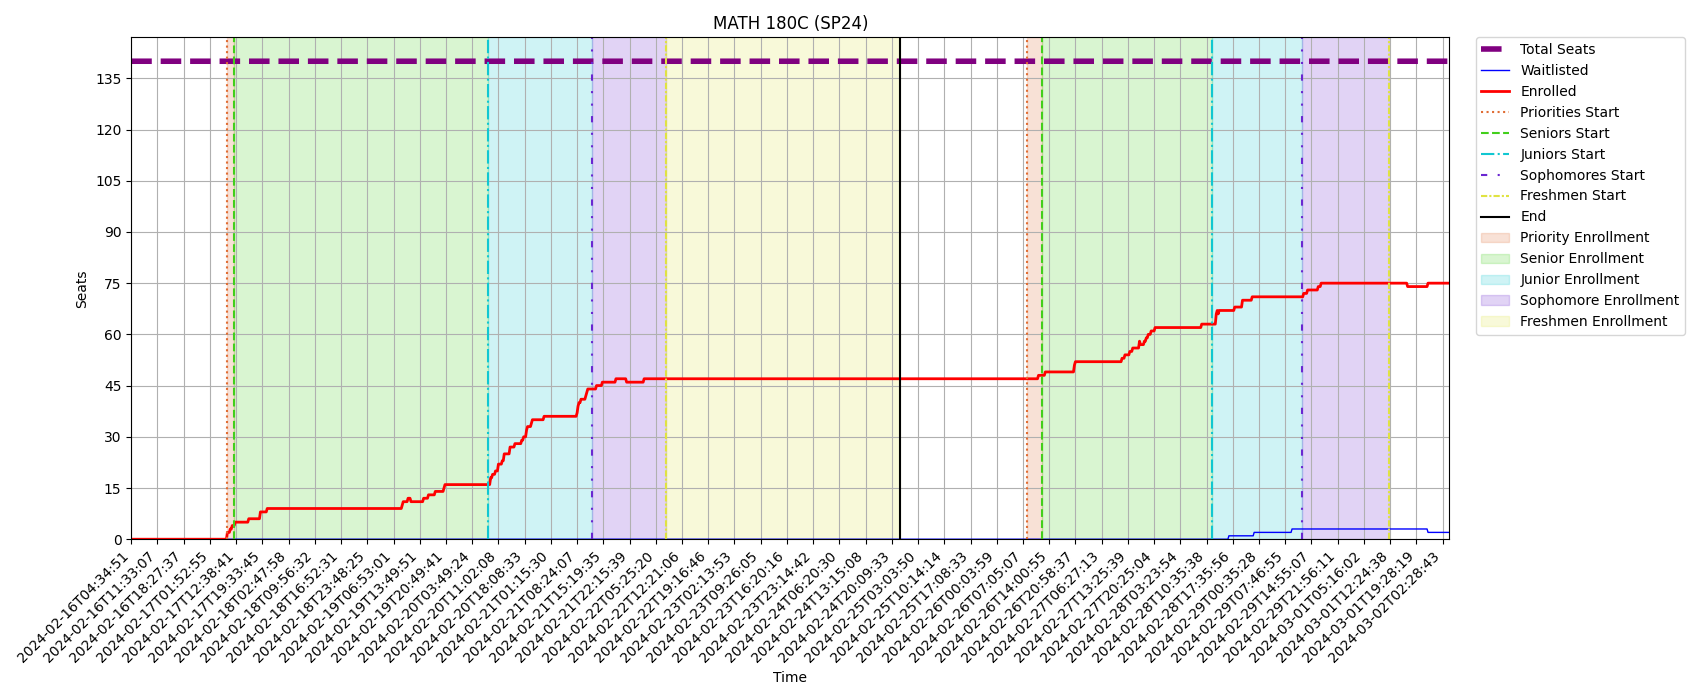 MATH 180C (SP24)
Seats
135
120
105
90
75
60
45
30
15
0
2024-02-16T04:34:51
2024-02-16T11:33:07
2024-02-16T18:27:37
2024-02-17T01:52:55
2024-02-17T12:38:41
2024-02-17T19:33:45
2024-02-18T02:47:58
2024-02-18T09:56:32
2024-02-18T16:52:31
2024-02-18T23:48:25
2024-02-19T06:53:01
2024-02-19T13:49:51
2024-02-19T20:49:41
2024-02-20T03:49:24
2024-02-20T11:02:08
2024-02-20T18:08:33
2024-02-21T01:15:30
2024-02-21T08:24:07
2024-02-21T15:19:35
2024-02-21T22:15:39
2024-02-22T05:25:20
2024-02-22T12:21:06
2024-02-22T19:16:46
2024-02-23T02:13:53
2024-02-23T09:26:05
2024-02-23T16:20:16
2024-02-23T23:14:42
2024-02-24T06:20:30
2024-02-24T13:15:08
2024-02-24T20:09:33
2024-02-25T03:03:50
2024-02-25T10:14:14
2024-02-25T17:08:33
2024-02-26T00:03:59
2024-02-26T07:05:07
2024-02-26T14:00:55
2024-02-26T20:58:37
2024-02-27T06:27:13
2024-02-27T13:25:39
2024-02-27T20:25:04
2024-02-28T03:23:54
2024-02-28T10:35:38
2024-02-28T17:35:56
2024-02-29T00:35:28
2024-02-29T07:46:55
2024-02-29T14:55:07
2024-02-29T21:56:11
2024-03-01T05:16:02
2024-03-01T12:24:38
2024-03-01T19:28:19
2024-03-02T02:28:43
Time
Total Seats
Waitlisted
Enrolled
Priorities Start
Seniors Start
Juniors Start
Sophomores Start
Freshmen Start
End
Priority Enrollment
Senior Enrollment
Junior Enrollment
Sophomore Enrollment
Freshmen Enrollment